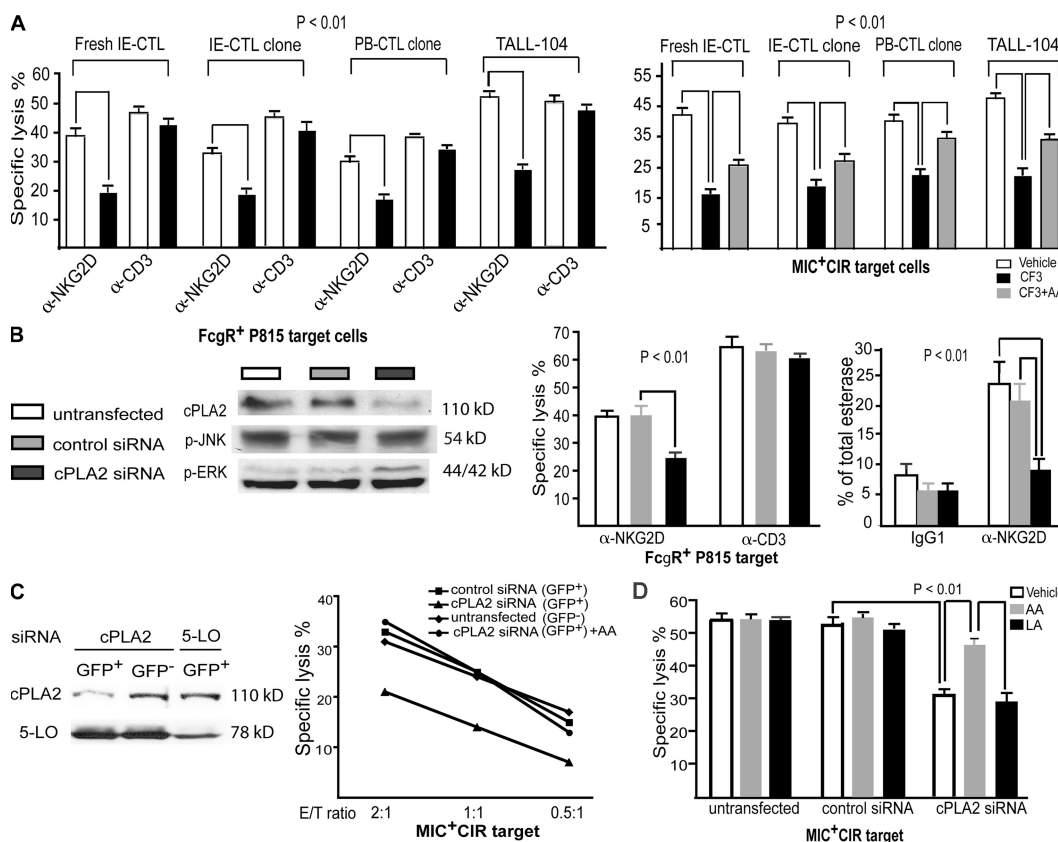 A
P < 0.01
Fresh IE-CTL IE-CTL clone PB-CTL clone TALL-104
Specific lysis %
60
50
40
30
20
10
α-NKG2D α-CD3 α-NKG2D α-CD3 α-NKG2D α-CD3 α-NKG2D α-CD3
FcgR+ P815 target cells
P < 0.01
Fresh IE-CTL IE-CTL clone PB-CTL clone TALL-104
55
45
35
25
15
5
MIC+CIR target cells
Vehicle
CF3
CF3+AA
B
untransfected
control siRNA
cPLA2 siRNA
cPLA2 110 kD
p-JNK 54 kD
p-ERK 44/42 kD
Specific lysis %
70
60
50
40
30
20
10
P < 0.01
α-NKG2D α-CD3
FcgR+ P815 target
% of total esterase
30
25
20
15
10
5
0
P < 0.01
IgG1 α-NKG2D
C
siRNA cPLA2 5-LO
GFP+ GFP- GFP+
cPLA2 110 kD
5-LO 78 kD
Specific lysis %
40
30
20
10
control siRNA (GFP+)
cPLA2 siRNA (GFP+)
untransfected (GFP-)
cPLA2 siRNA (GFP+) +AA
E/T ratio 2:1 1:1 0.5:1
MIC+CIR target
D
P < 0.01
Vehicle
AA
LA
Specific lysis %
60
50
40
30
20
10
untransfected control siRNA cPLA2 siRNA
MIC+CIR target